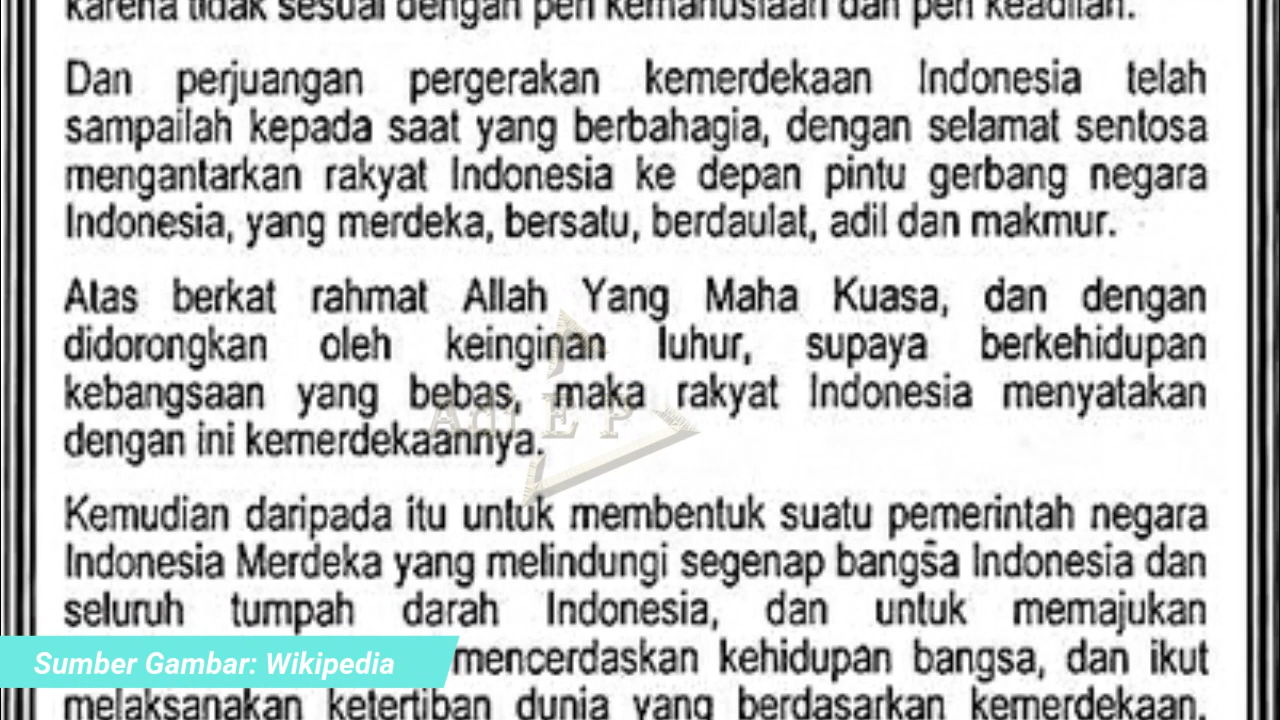 karena tidak sesuai dengan peri kemanusiaan dan peri keadilan.
Dan perjuangan pergerakan kemerdekaan Indonesia telah
sampailah kepada saat yang berbahagia, dengan selamat sentosa
mengantarkan rakyat Indonesia ke depan pintu gerbang negara
Indonesia, yang merdeka, bersatu, berdaulat, adil dan makmur.
Atas berkat rahmat Allah Yang Maha Kuasa, dan dengan
didorongkan oleh keinginan luhur, supaya berkehidupan
kebangsaan yang bebas, maka rakyat Indonesia menyatakan
dengan ini kemerdekaannya.
Kemudian daripada itu untuk membentuk suatu pemerintah negara
Indonesia Merdeka yang melindungi segenap bangsa Indonesia dan
seluruh tumpah darah Indonesia, dan untuk memajukan
mencerdaskan kehidupan bangsa, dan ikut
melaksanakan ketertiban dunia yang berdasarkan kemerdekaan,
Sumber Gambar: Wikipedia